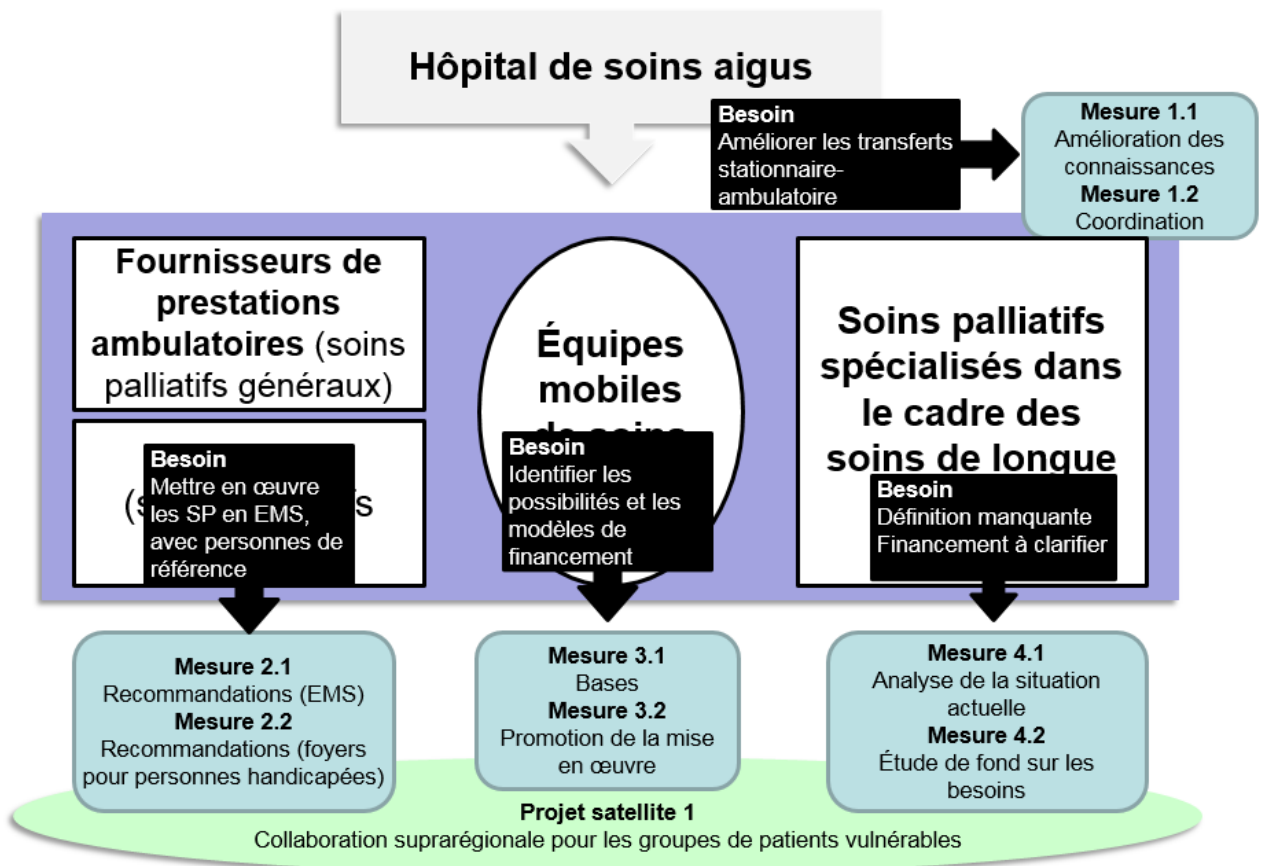 Hôpital de soins aigus
Besoin
Améliorer les transferts
stationnaire-
ambulatoire
Mesure 1.1
Amélioration des
connaissances
Mesure 1.2
Coordination
Fournisseurs de
prestations
ambulatoires (soins
palliatifs généraux)
Besoin
Mettre en œuvre
les SP en EMS,
avec personnes de
référence
Équipes
mobiles
de soins
Besoin
Identifier les
possibilités et les
modèles de
financement
Soins palliatifs
spécialisés dans
le cadre des
soins de longue
Besoin
Définition manquante
Financement à clarifier
Mesure 2.1
Recommandations (EMS)
Mesure 2.2
Recommandations (foyers
pour personnes handicapées)
Mesure 3.1
Bases
Mesure 3.2
Promotion de la mise
en œuvre
Mesure 4.1
Analyse de la situation
actuelle
Mesure 4.2
Étude de fond sur les
besoins
Projet satellite 1
Collaboration suprarégionale pour les groupes de patients vulnérables